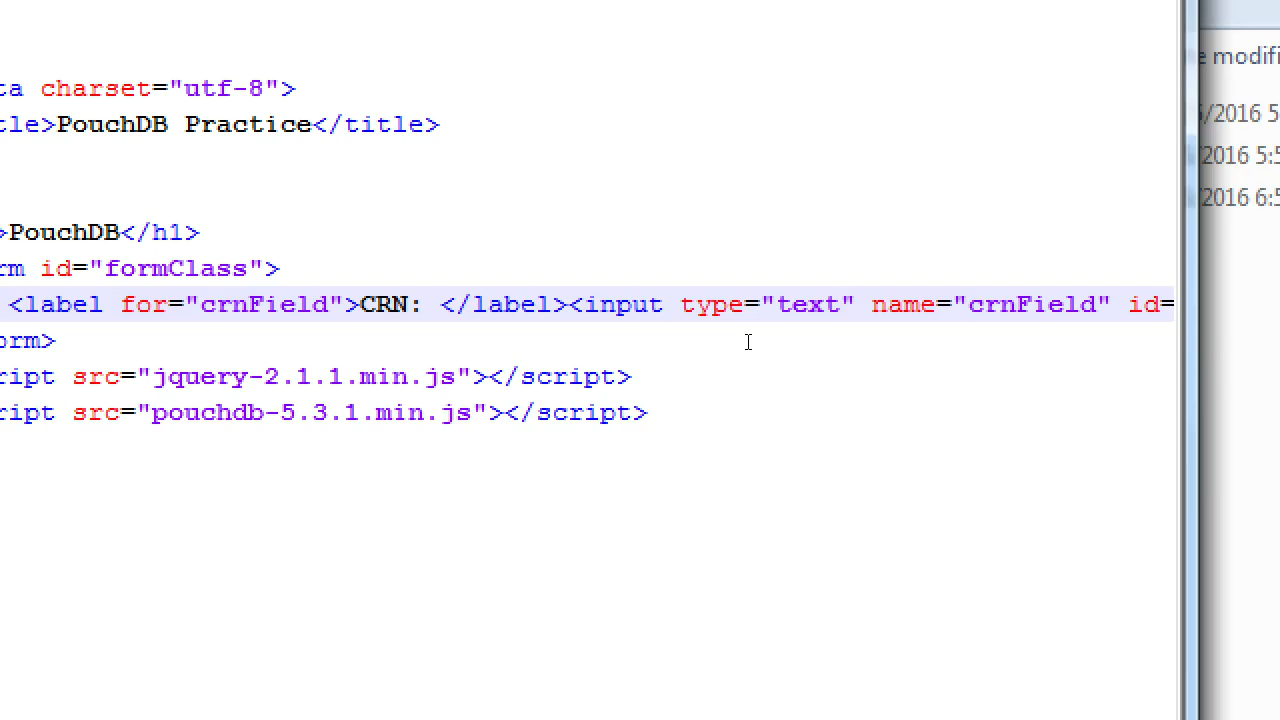 ta charset="utf-8">
tle>PouchDB Practice</title>
>PouchDB</h1>
rm id="formClass">
<label for="crnField">CRN: </label><input type="text" name="crnField" id=
orm>
ript src="jquery-2.1.1.min.js"></script>
ript src="pouchdb-5.3.1.min.js"></script>
e modifi
/2016 5
/2016 5:5
/2016 6:5